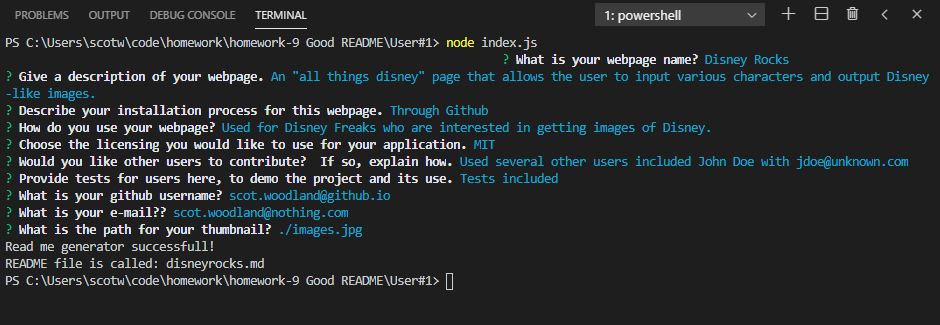 PROBLEMS OUTPUT DEBUG CONSOLE TERMINAL 1: powershell
PS C:\Users\scotw\code\homework\homework-9 Good README\User#1> node index.js
? What is your webpage name? Disney Rocks
? Give a description of your webpage. An "all things disney" page that allows the user to input various characters and output Disney
-like images.
? Describe your installation process for this webpage. Through Github
? How do you use your webpage? Used for Disney Freaks who are interested in getting images of Disney.
? Choose the licensing you would like to use for your application. MIT
? Would you like other users to contribute?  If so, explain how. Used several other users included John Doe with jdoe@unknown.com
? Provide tests for users here, to demo the project and its use. Tests included
? What is your github username? scot.woodland@github.io
? What is your e-mail?? scot.woodland@nothing.com
? What is the path for your thumbnail? ./images.jpg
Read me generator successfull!
README file is called: disneyrocks.md
PS C:\Users\scotw\code\homework\homework-9 Good README\User#1>